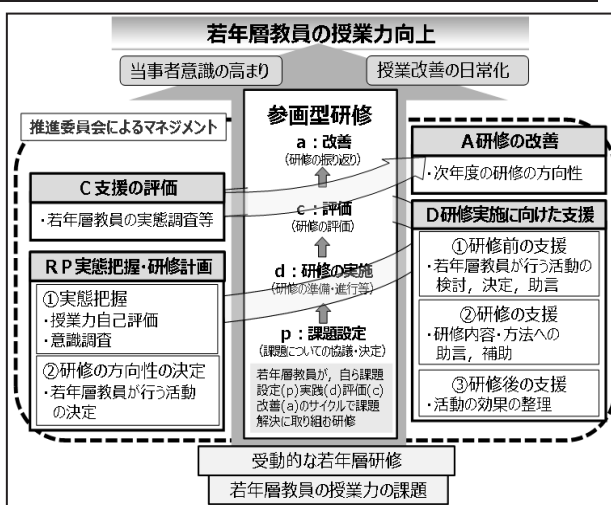 若年層教員の授業力向上
当事者意識の高まり
授業改善の日常化
推進委員会によるマネジメント
参画型研修
a：改善
(研修の振返り)
c：評価
(研修の評価)
d：研修の実施
(研修の準備・進行等)
p：課題設定
(課題についての協議・決定)
若年層教員が，自ら課題
設定(p)実践(d)評価(c)
改善(a)のサイクルで課題
解決に取り組む研修
C支援の評価
・若年層教員の実態調査等
RP実態把握・研修計画
①実態把握
・授業力自己評価
・意識調査
②研修の方向性の決定
・若年層教員が行う活動
の決定
A研修の改善
・次年度の研修の方向性
D研修実施に向けた支援
①研修前の支援
・若年層教員が行う活動の
検討，決定，助言
②研修の支援
・研修内容・方法への
助言，補助
③研修後の支援
・活動の効果の整理
受動的な若年層研修
若年層教員の授業力の課題